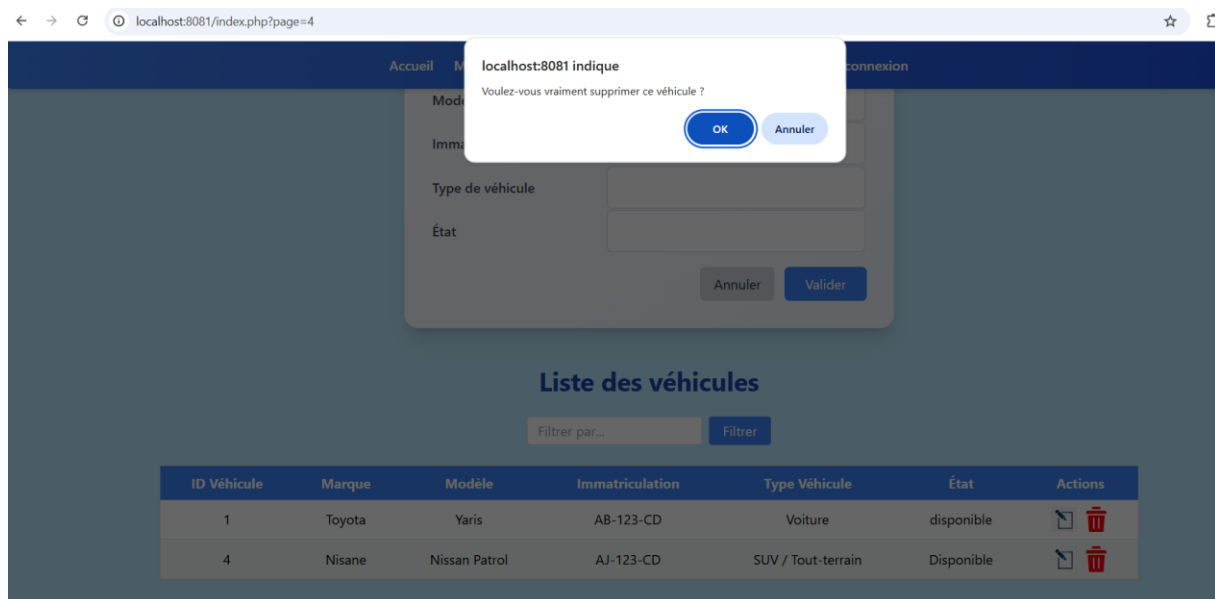 localhost:8081/index.php?page=4
Accueil
localhost:8081 indique
Voulez-vous vraiment supprimer ce véhicule ?
OK Annuler
Type de véhicule
État
Annuler Valider
Liste des véhicules
Filtrer par... Filtrer
ID Véhicule Marque Modèle Immatriculation Type Véhicule État Actions
1 Toyota Yaris AB-123-CD Voiture disponible
4 Nisane Nissan Patrol AJ-123-CD SUV / Tout-terrain Disponible